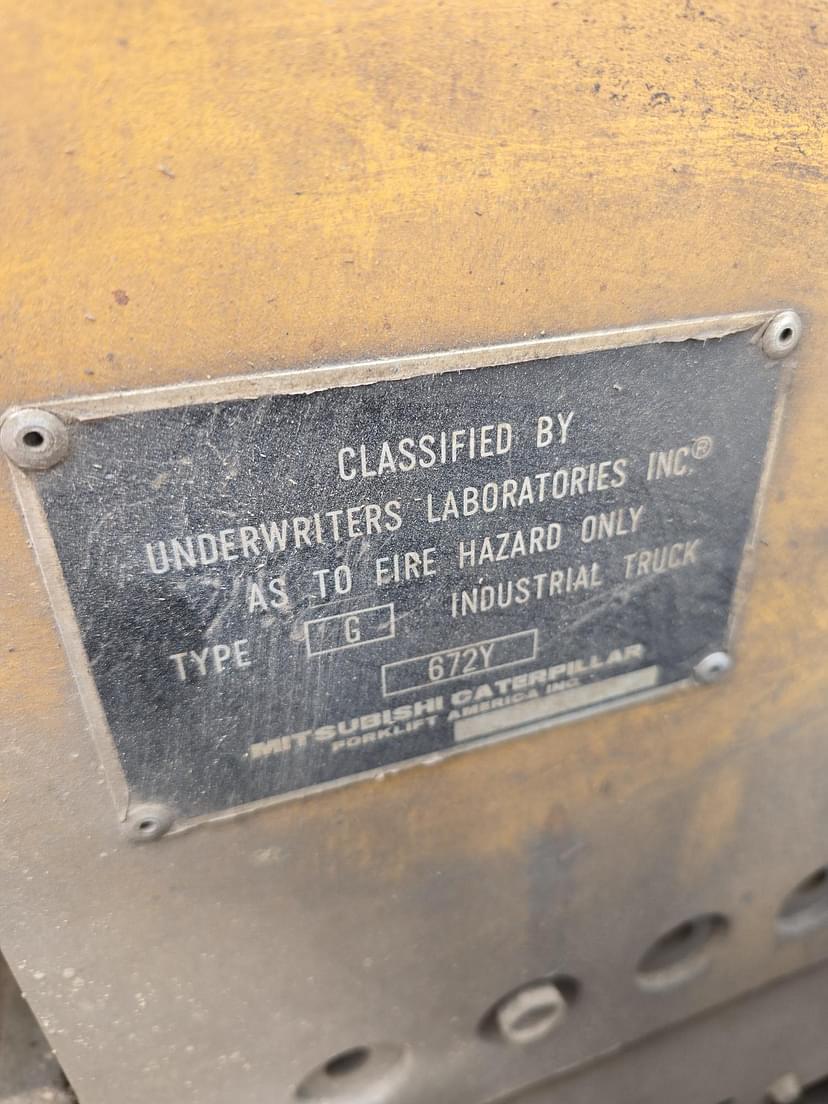 CLASSIFIED BY
UNDERWRITERS LABORATORIES INC.®
AS TO FIRE HAZARD ONLY
TYPE G INDUSTRIAL TRUCK
672Y
MITSUBISHI CATERPILLAR
FORKLIFT AMERICA INC.